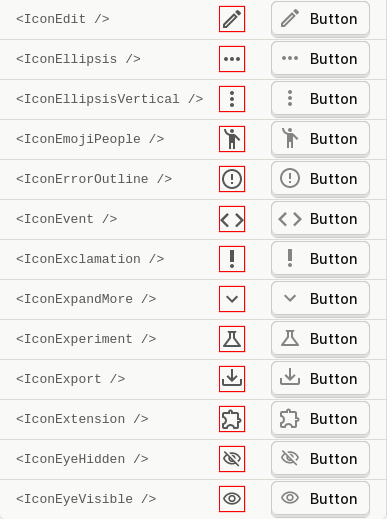 <IconEdit /> Button
<IconEllipsis /> Button
<IconEllipsisVertical /> Button
<IconEmojiPeople /> Button
<IconErrorOutline /> Button
<IconEvent /> Button
<IconExclamation /> Button
<IconExpandMore /> Button
<IconExperiment /> Button
<IconExport /> Button
<IconExtension /> Button
<IconEyeHidden /> Button
<IconEyeVisible /> Button